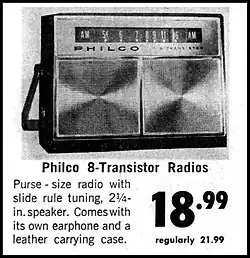 AM
AM
PHILCO
Philco 8-Transistor Radios
Purse - size radio with
slide rule tuning, 2¼-
in. speaker. Comes with
its own earphone and a
leather carrying case.
18.99
regularly 21.99